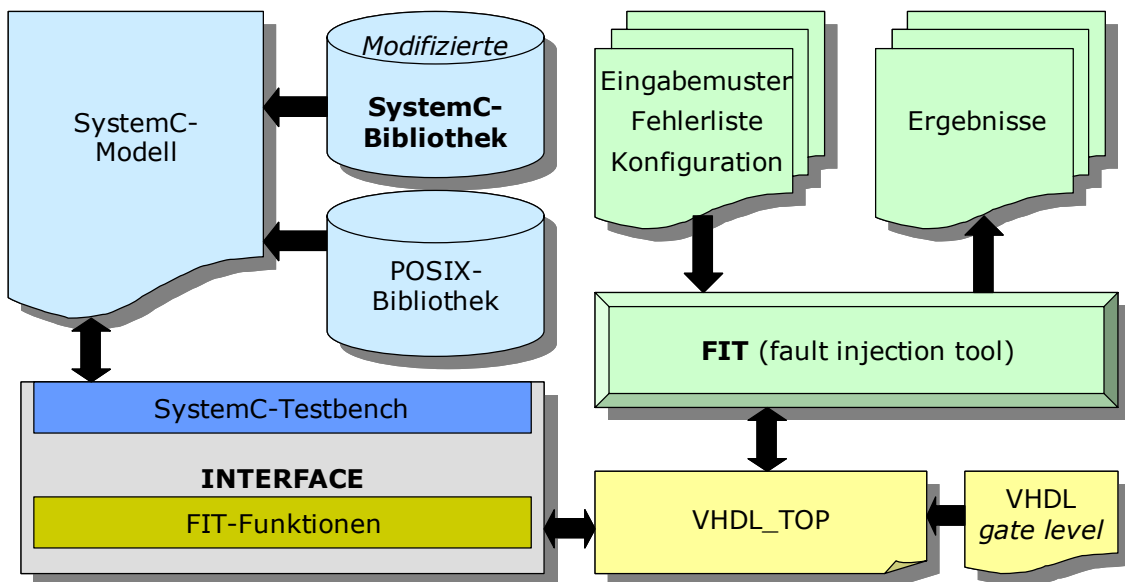 SystemC-
Modell
Modifizierte
SystemC-
Bibliothek
POSIX-
Bibliothek
Eingabemuster
Fehlerliste
Konfiguration
Ergebnisse
FIT (fault injection tool)
SystemC-Testbench
INTERFACE
FIT-Funktionen
VHDL_TOP
VHDL
gate level